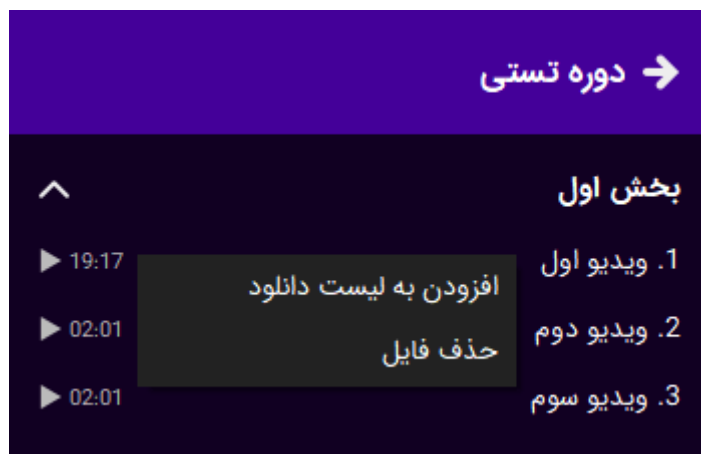 دوره تستی
بخش اول
1. ویدیو اول 19:17
افزودن به لیست دانلود
2. ویدیو دوم 02:01
حذف فایل
3. ویدیو سوم 02:01